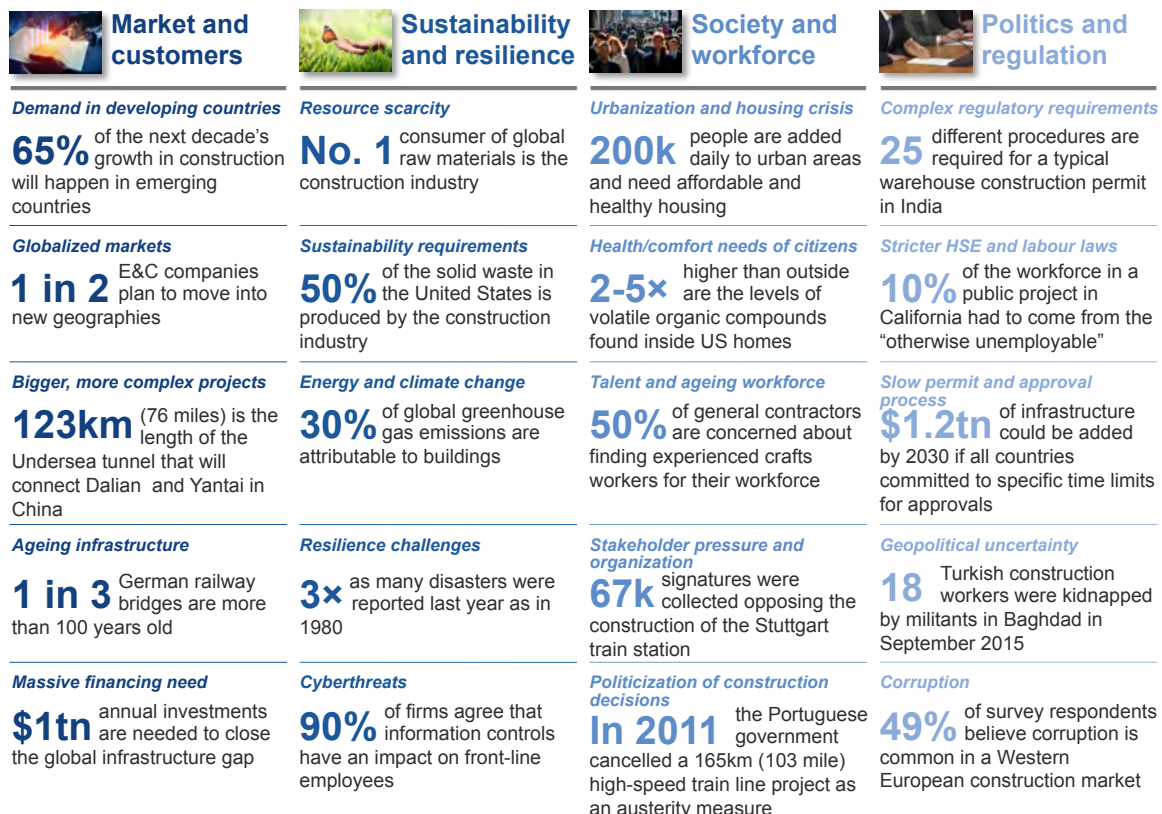 Market and
customers
Demand in developing countries
65% of the next decade's
growth in construction
will happen in emerging
countries
Globalized markets
1 in 2 E&C companies
plan to move into
new geographies
Bigger, more complex projects
123km (76 miles) is the
length of the
Undersea tunnel that will
connect Dalian and Yantai in
China
Ageing infrastructure
1 in 3 German railway
bridges are more
than 100 years old
Massive financing need
$1tn annual investments
are needed to close
the global infrastructure gap
Sustainability
and resilience
Resource scarcity
No. 1 consumer of global
raw materials is the
construction industry
Sustainability requirements
50% of the solid waste in
the United States is
produced by the construction
industry
Energy and climate change
30% of global greenhouse
gas emissions are
attributable to buildings
Resilience challenges
3× as many disasters were
reported last year as in
1980
Cyberthreats
90% of firms agree that
information controls
have an impact on front-line
employees
Society and
workforce
Urbanization and housing crisis
200k people are added
daily to urban areas
and need affordable and
healthy housing
Health/comfort needs of citizens
2-5× higher than outside
are the levels of
volatile organic compounds
found inside US homes
Talent and ageing workforce
50% of general contractors
are concerned about
finding experienced crafts
workers for their workforce
Stakeholder pressure and
organization
67k signatures were
collected opposing the
construction of the Stuttgart
train station
Politicization of construction
decisions
In 2011 the Portuguese
government
cancelled a 165km (103 mile)
high-speed train line project as
an austerity measure
Politics and
regulation
Complex regulatory requirements
25 different procedures are
required for a typical
warehouse construction permit
in India
Stricter HSE and labour laws
10% of the workforce in a
public project in
California had to come from the
“otherwise unemployable”
Slow permit and approval
process
$1.2tn of infrastructure
could be added
by 2030 if all countries
committed to specific time limits
for approvals
Geopolitical uncertainty
18 Turkish construction
workers were kidnapped
by militants in Baghdad in
September 2015
Corruption
49% of survey respondents
believe corruption is
common in a Western
European construction market